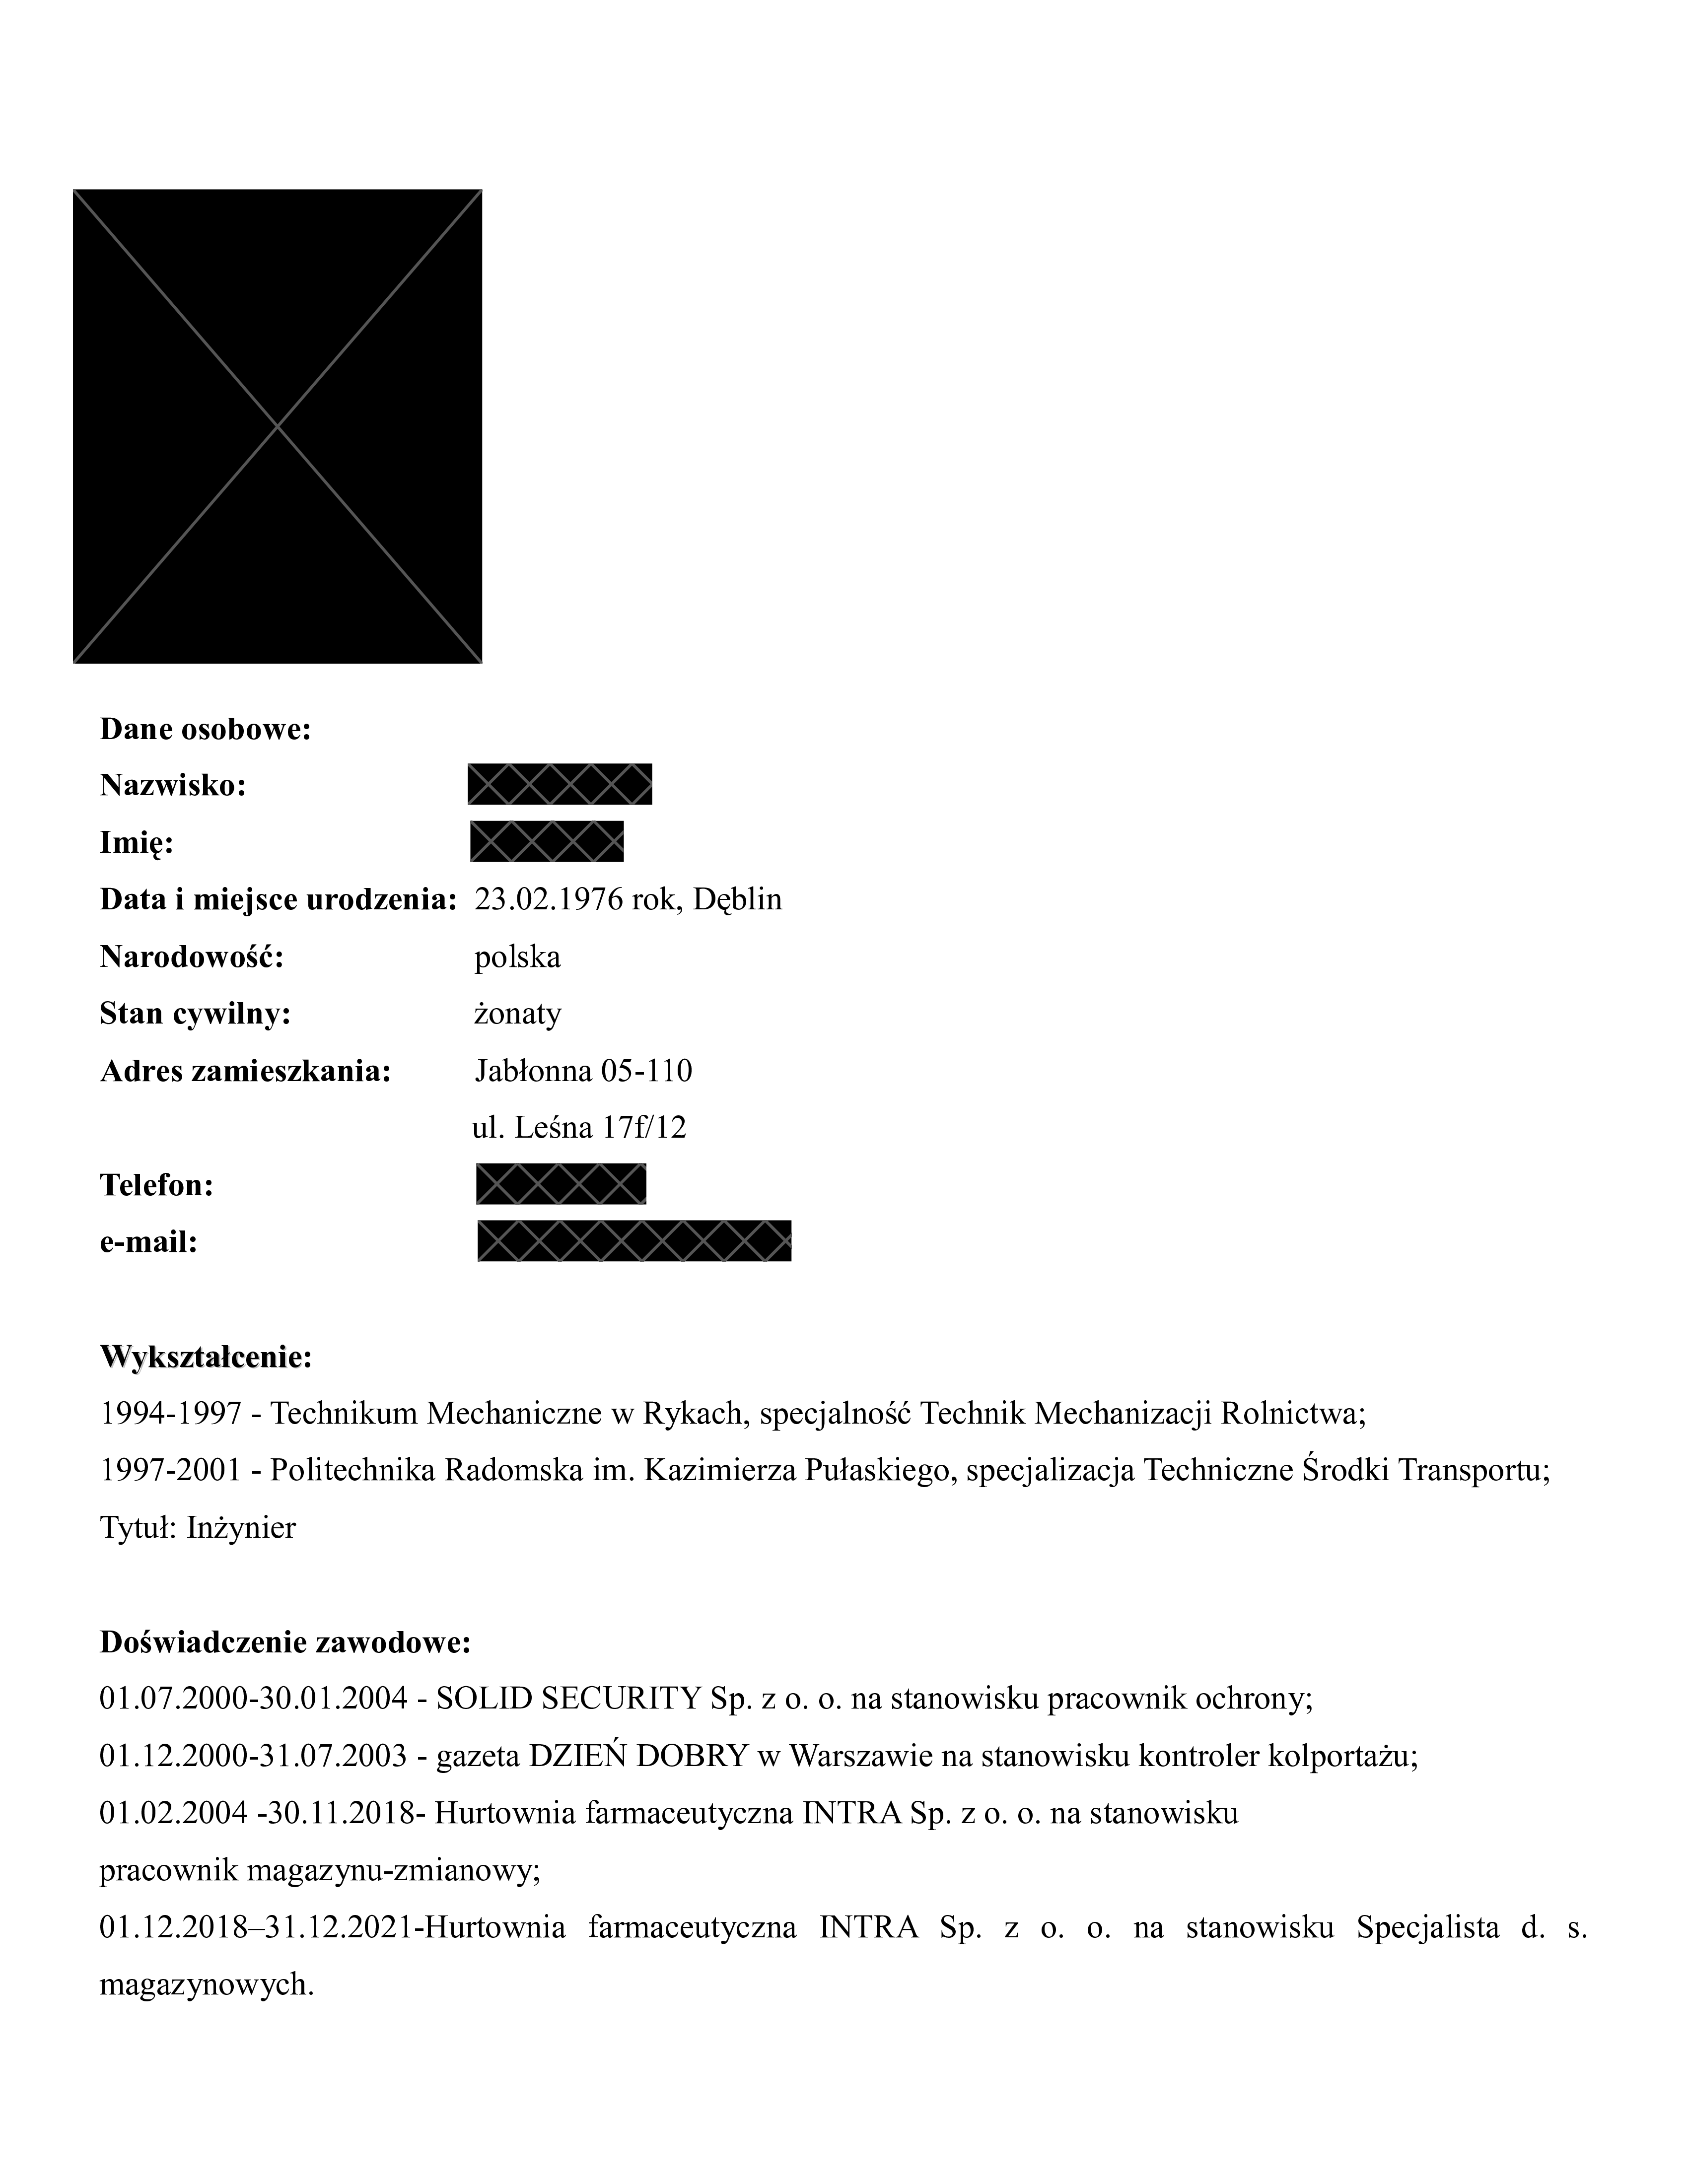 Dane osobowe:
Nazwisko:
Imię:
Data i miejsce urodzenia: 23.02.1976 rok, Dęblin
Narodowość: polska
Stan cywilny: żonaty
Adres zamieszkania: Jabłonna 05-110
ul. Leśna 17f/12
Telefon:
e-mail:
Wykształcenie:
1994-1997 - Technikum Mechaniczne w Rykach, specjalność Technik Mechanizacji Rolnictwa;
1997-2001 - Politechnika Radomska im. Kazimierza Pułaskiego, specjalizacja Techniczne Środki Transportu;
Tytuł: Inżynier
Doświadczenie zawodowe:
01.07.2000-30.01.2004 - SOLID SECURITY Sp. z o. o. na stanowisku pracownik ochrony;
01.12.2000-31.07.2003 - gazeta DZIEŃ DOBRY w Warszawie na stanowisku kontroler kolportażu;
01.02.2004 -30.11.2018- Hurtownia farmaceutyczna INTRA Sp. z o. o. na stanowisku
pracownik magazynu-zmianowy;
01.12.2018–31.12.2021-Hurtownia farmaceutyczna INTRA Sp. z o. o. na stanowisku Specjalista d. s.
magazynowych.